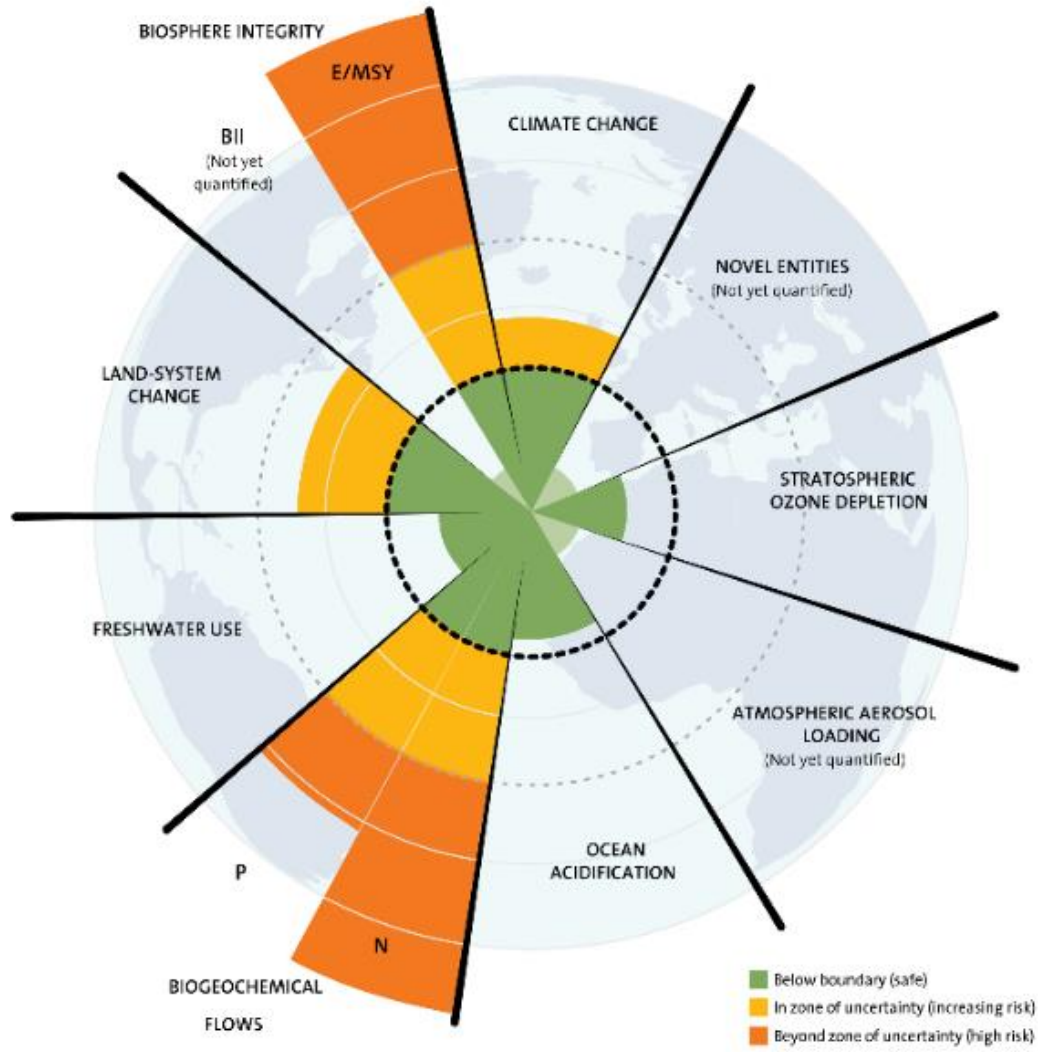 BIOSPHERE INTEGRITY
E/MSY
CLIMATE CHANGE
BII
(Not yet
quantified)
NOVEL ENTITIES
(Not yet quantified)
LAND-SYSTEM
CHANGE
STRATOSPHERIC
OZONE DEPLETION
FRESHWATER USE
ATMOSPHERIC AEROSOL
LOADING
(Not yet quantified)
OCEAN
ACIDIFICATION
P
N
BIOGEOCHEMICAL
FLOWS
Below boundary (safe)
In zone of uncertainty (increasing risk)
Beyond zone of uncertainty (high risk)